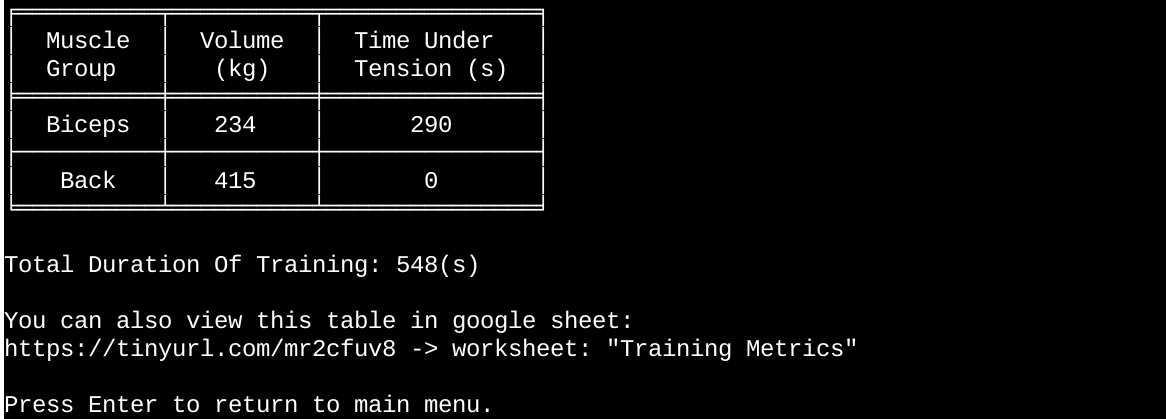 Muscle Group Volume (kg) Time Under Tension (s)
Biceps 234 290
Back 415 0
Total Duration Of Training: 548(s)
You can also view this table in google sheet:
https://tinyurl.com/mr2cfuv8 -> worksheet: "Training Metrics"
Press Enter to return to main menu.